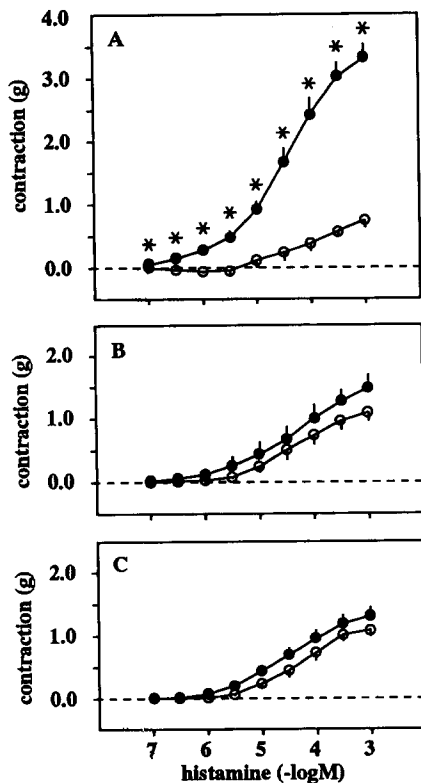 A
4.0
3.0
2.0
1.0
0.0
contraction (g)
* * * * * * * * *
B
2.0
1.0
0.0
contraction (g)
C
2.0
1.0
0.0
contraction (g)
7 6 5 4 3
histamine (-logM)